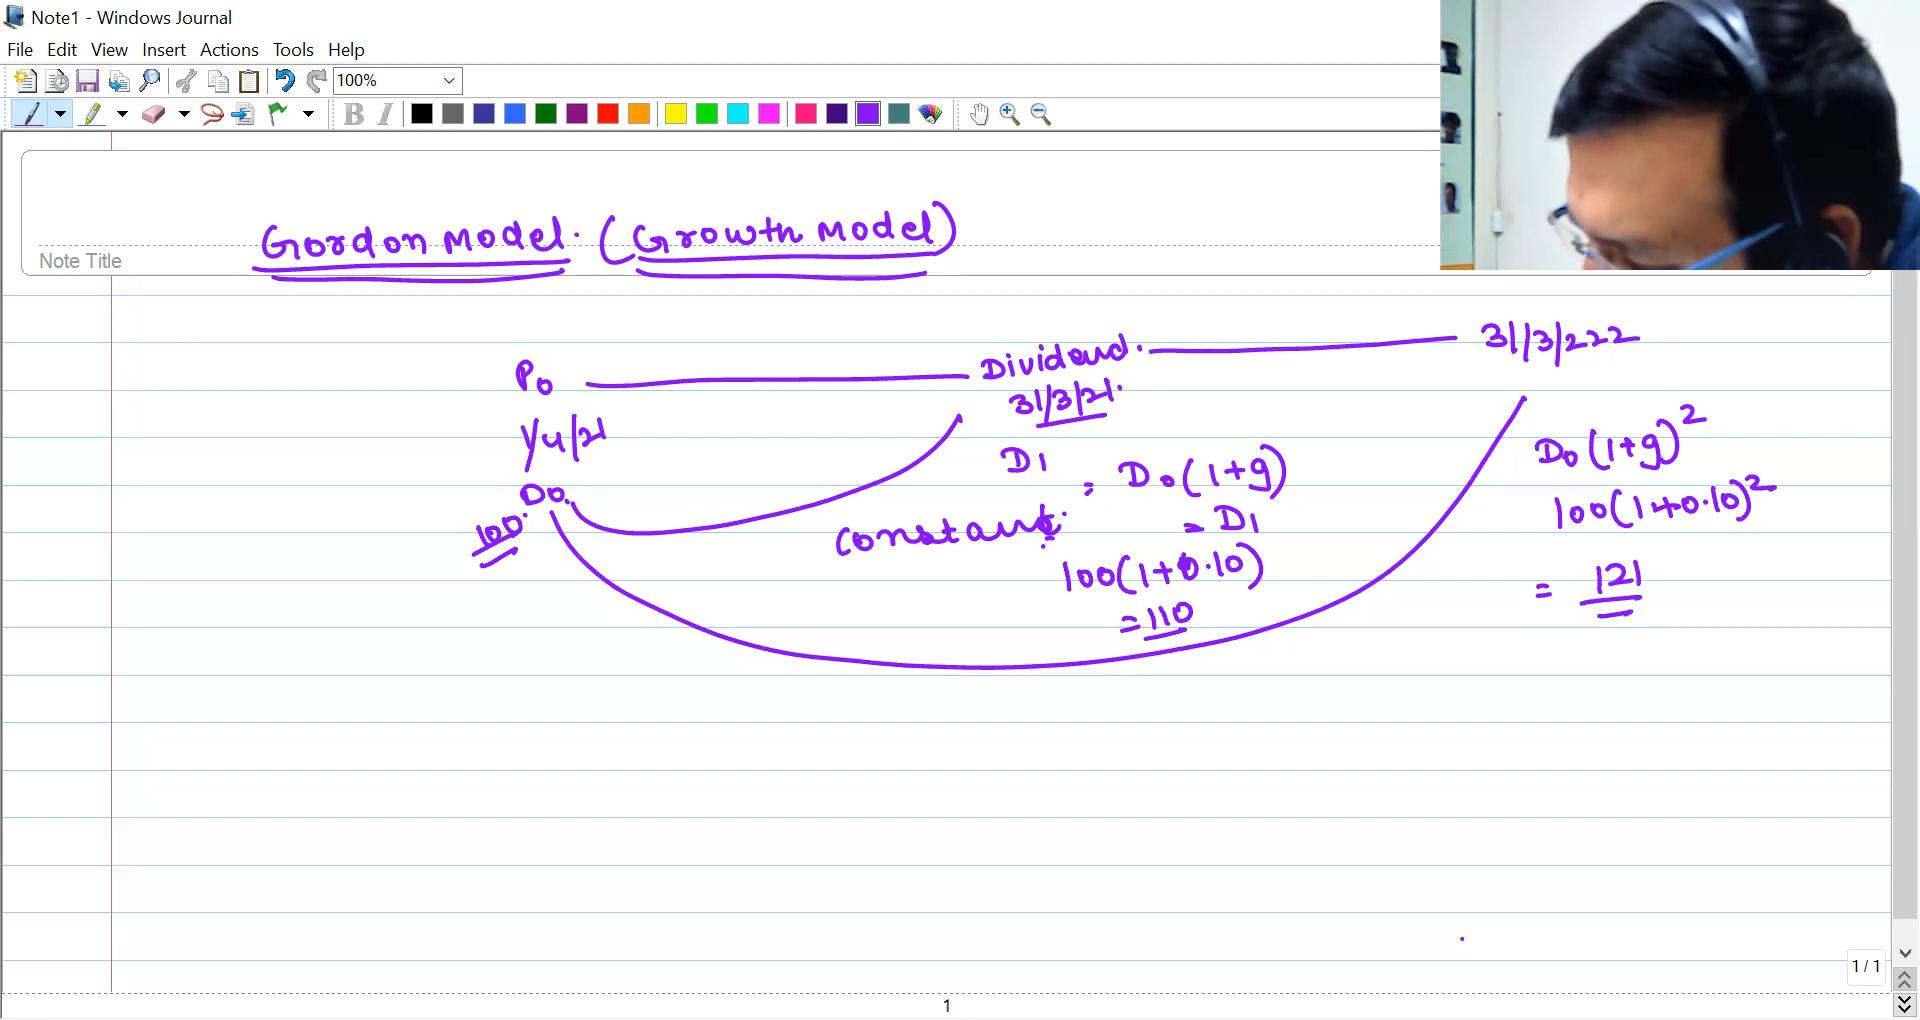 Note1 - Windows Journal
File Edit View Insert Actions Tools Help
100%
B I
Gordon Model. (Growth Model)
Note Title
P0
Dividend.
31/3/222
31/3/21.
1/4/21
D0
100
D1
= D0(1+g)
= D1
constant
100(1+0.10)
=110
D0(1+g)2
100(1+0.10)2
= 121
1 / 1
1